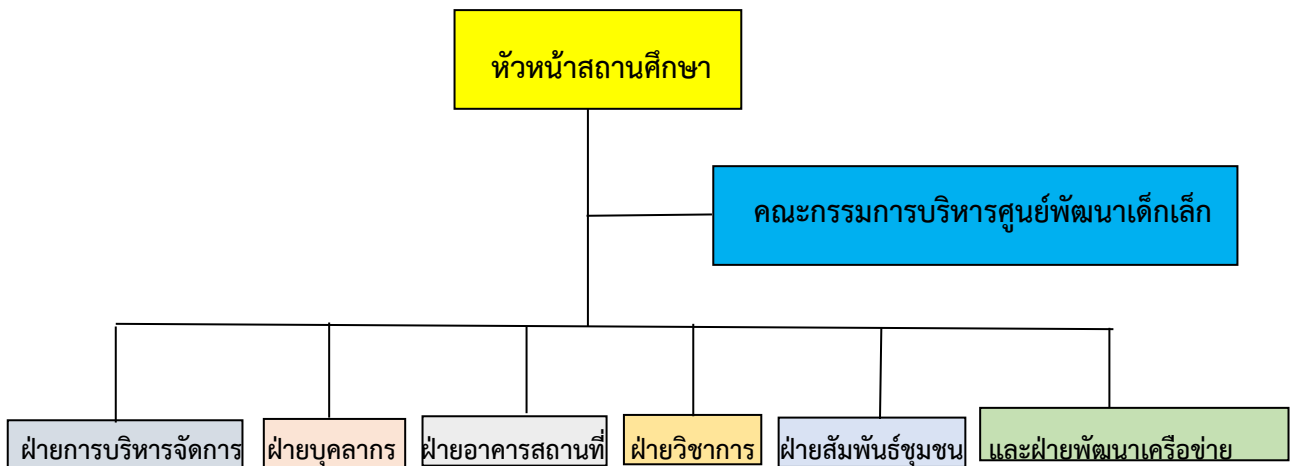 หัวหน้าสถานศึกษา
คณะกรรมการบริหารศูนย์พัฒนาเด็กเล็ก
ฝ่ายการบริหารจัดการ
ฝ่ายบุคลากร
ฝ่ายอาคารสถานที่
ฝ่ายวิชาการ
ฝ่ายสัมพันธ์ชุมชน
และฝ่ายพัฒนาเครือข่าย